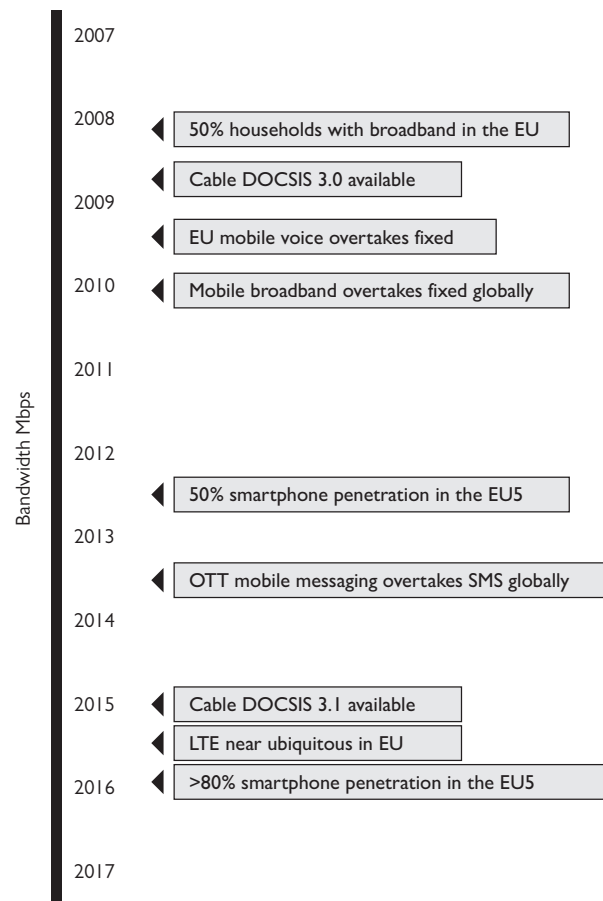 2007
2008
50% households with broadband in the EU
Cable DOCSIS 3.0 available
2009
EU mobile voice overtakes fixed
2010
Mobile broadband overtakes fixed globally
2011
Bandwidth Mbps
2012
50% smartphone penetration in the EU5
2013
OTT mobile messaging overtakes SMS globally
2014
2015
Cable DOCSIS 3.1 available
LTE near ubiquitous in EU
2016
>80% smartphone penetration in the EU5
2017